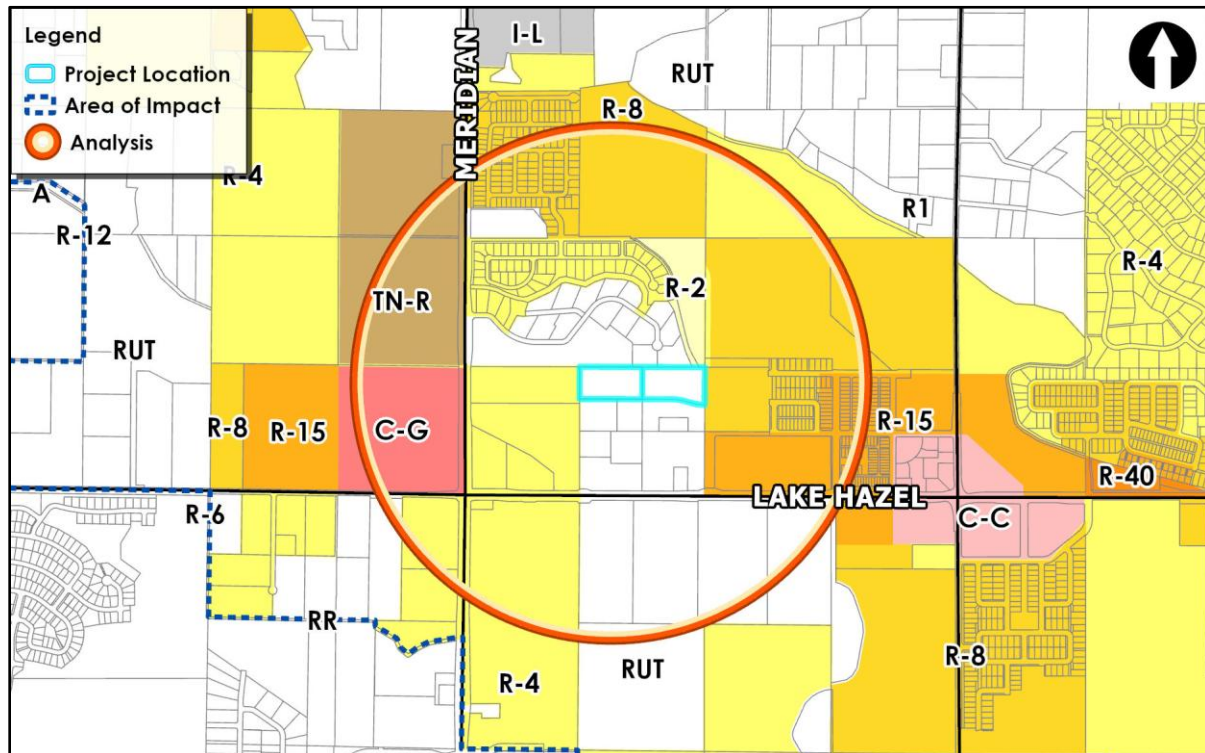 Legend
Project Location
Area of Impact
Analysis
I-L
MERIDIAN
RUT
R-8
R-4
A
R-12
R1
R-2
R-4
TN-R
RUT
R-8
R-15
C-G
R-15
R-40
LAKE HAZEL
R-6
C-C
RR
RUT
R-8
R-4